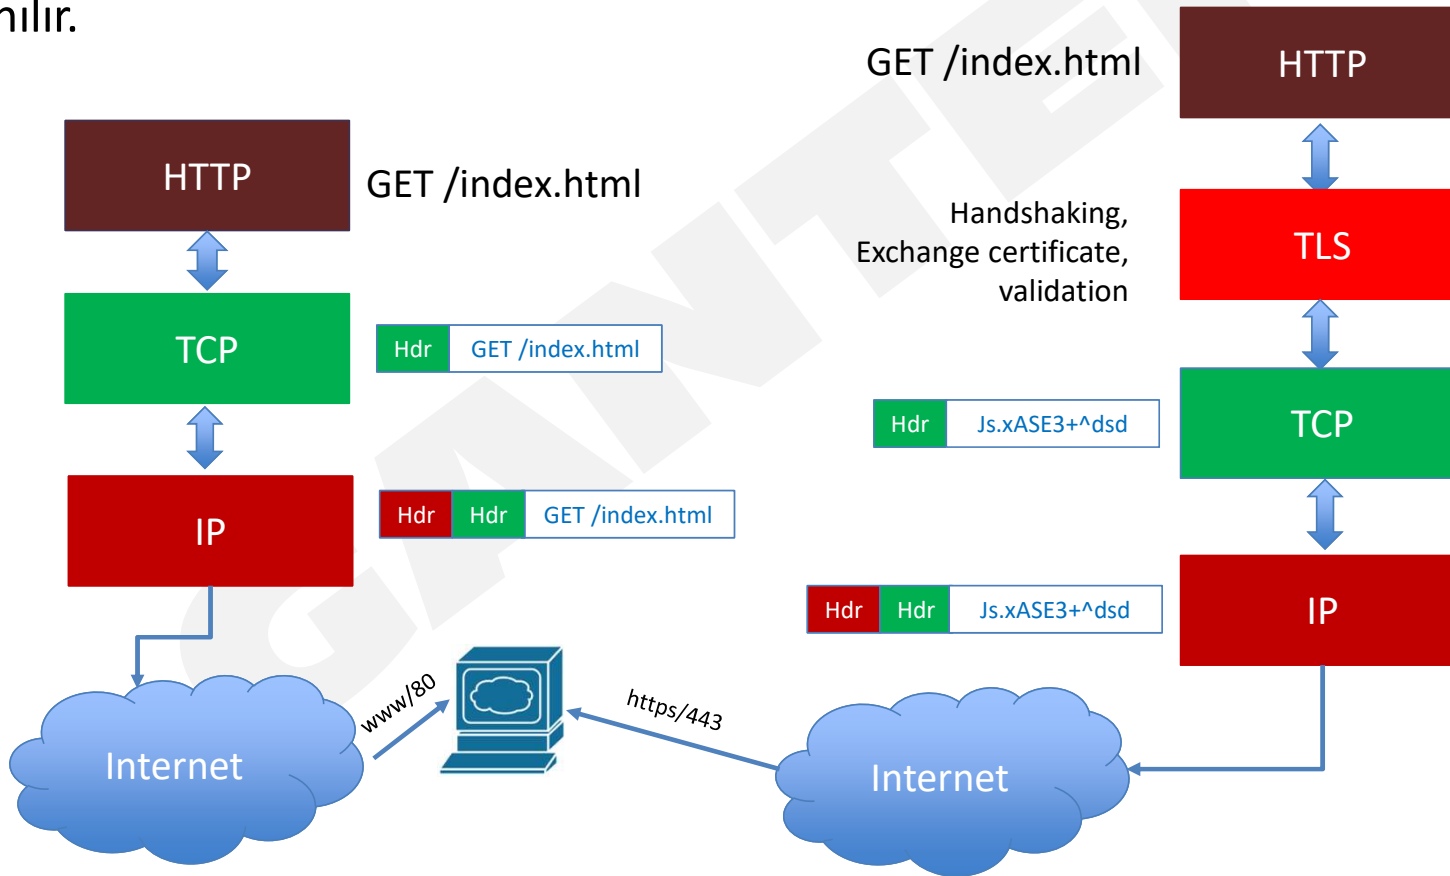 nılır.
HTTP
GET /index.html
TCP
Hdr GET /index.html
IP
Hdr Hdr GET /index.html
Internet
www/80
GET /index.html
HTTP
Handshaking,
Exchange certificate,
validation
TLS
Hdr Js.xASE3+^dsd
TCP
Hdr Hdr Js.xASE3+^dsd
IP
https/443
Internet